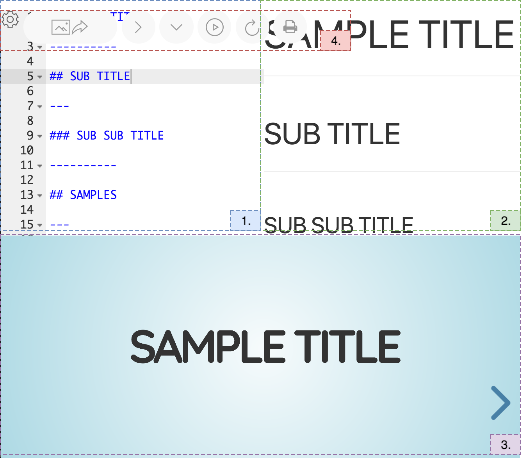 TIT
3 ----------
4
5 ## SUB TITLE
6
7 ---
8
9 ### SUB SUB TITLE
10
11 ----------
12
13 ## SAMPLES
14
15 ---
1.
4.
SAMPLE TITLE
SUB TITLE
SUB SUB TITLE
2.
SAMPLE TITLE
3.